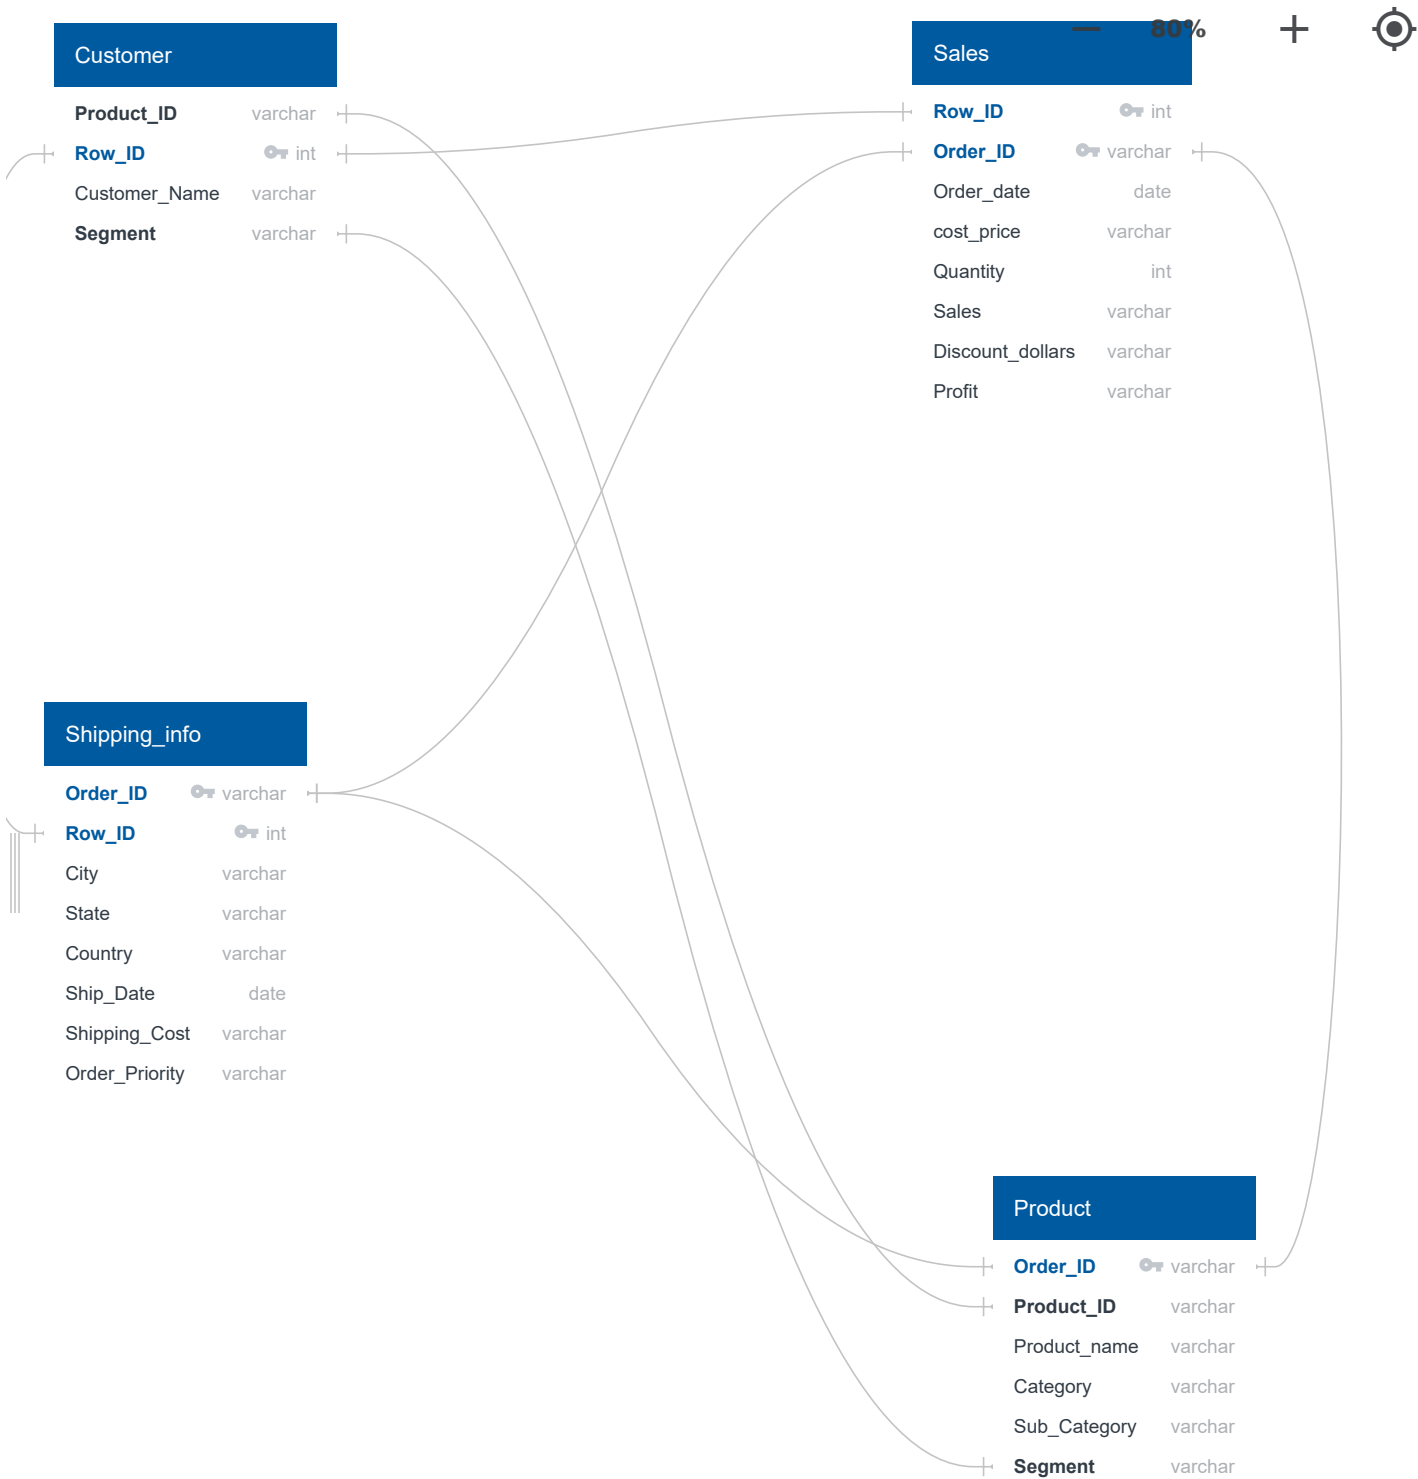 Customer
Product_ID varchar
Row_ID int
Customer_Name varchar
Segment varchar
80%
Sales
Row_ID int
Order_ID varchar
Order_date date
cost_price varchar
Quantity int
Sales varchar
Discount_dollars varchar
Profit varchar
Shipping_info
Order_ID varchar
Row_ID int
City varchar
State varchar
Country varchar
Ship_Date date
Shipping_Cost varchar
Order_Priority varchar
Product
Order_ID varchar
Product_ID varchar
Product_name varchar
Category varchar
Sub_Category varchar
Segment varchar